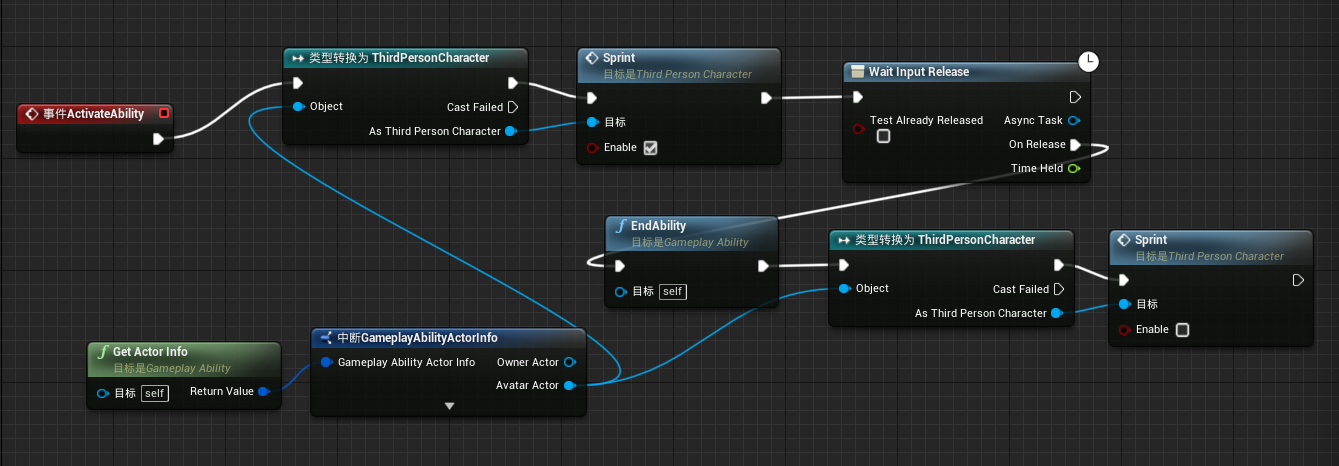 事件ActivateAbility
类型转换为 ThirdPersonCharacter
Object
Cast Failed
As Third Person Character
Sprint
目标是Third Person Character
目标
Enable
Wait Input Release
Test Already Released
Async Task
On Release
Time Held
EndAbility
目标是Gameplay Ability
目标 self
类型转换为 ThirdPersonCharacter
Object
Cast Failed
As Third Person Character
Sprint
目标是Third Person Character
目标
Enable
Get Actor Info
目标是Gameplay Ability
目标 self
Return Value
中断GameplayAbilityActorInfo
Gameplay Ability Actor Info
Owner Actor
Avatar Actor